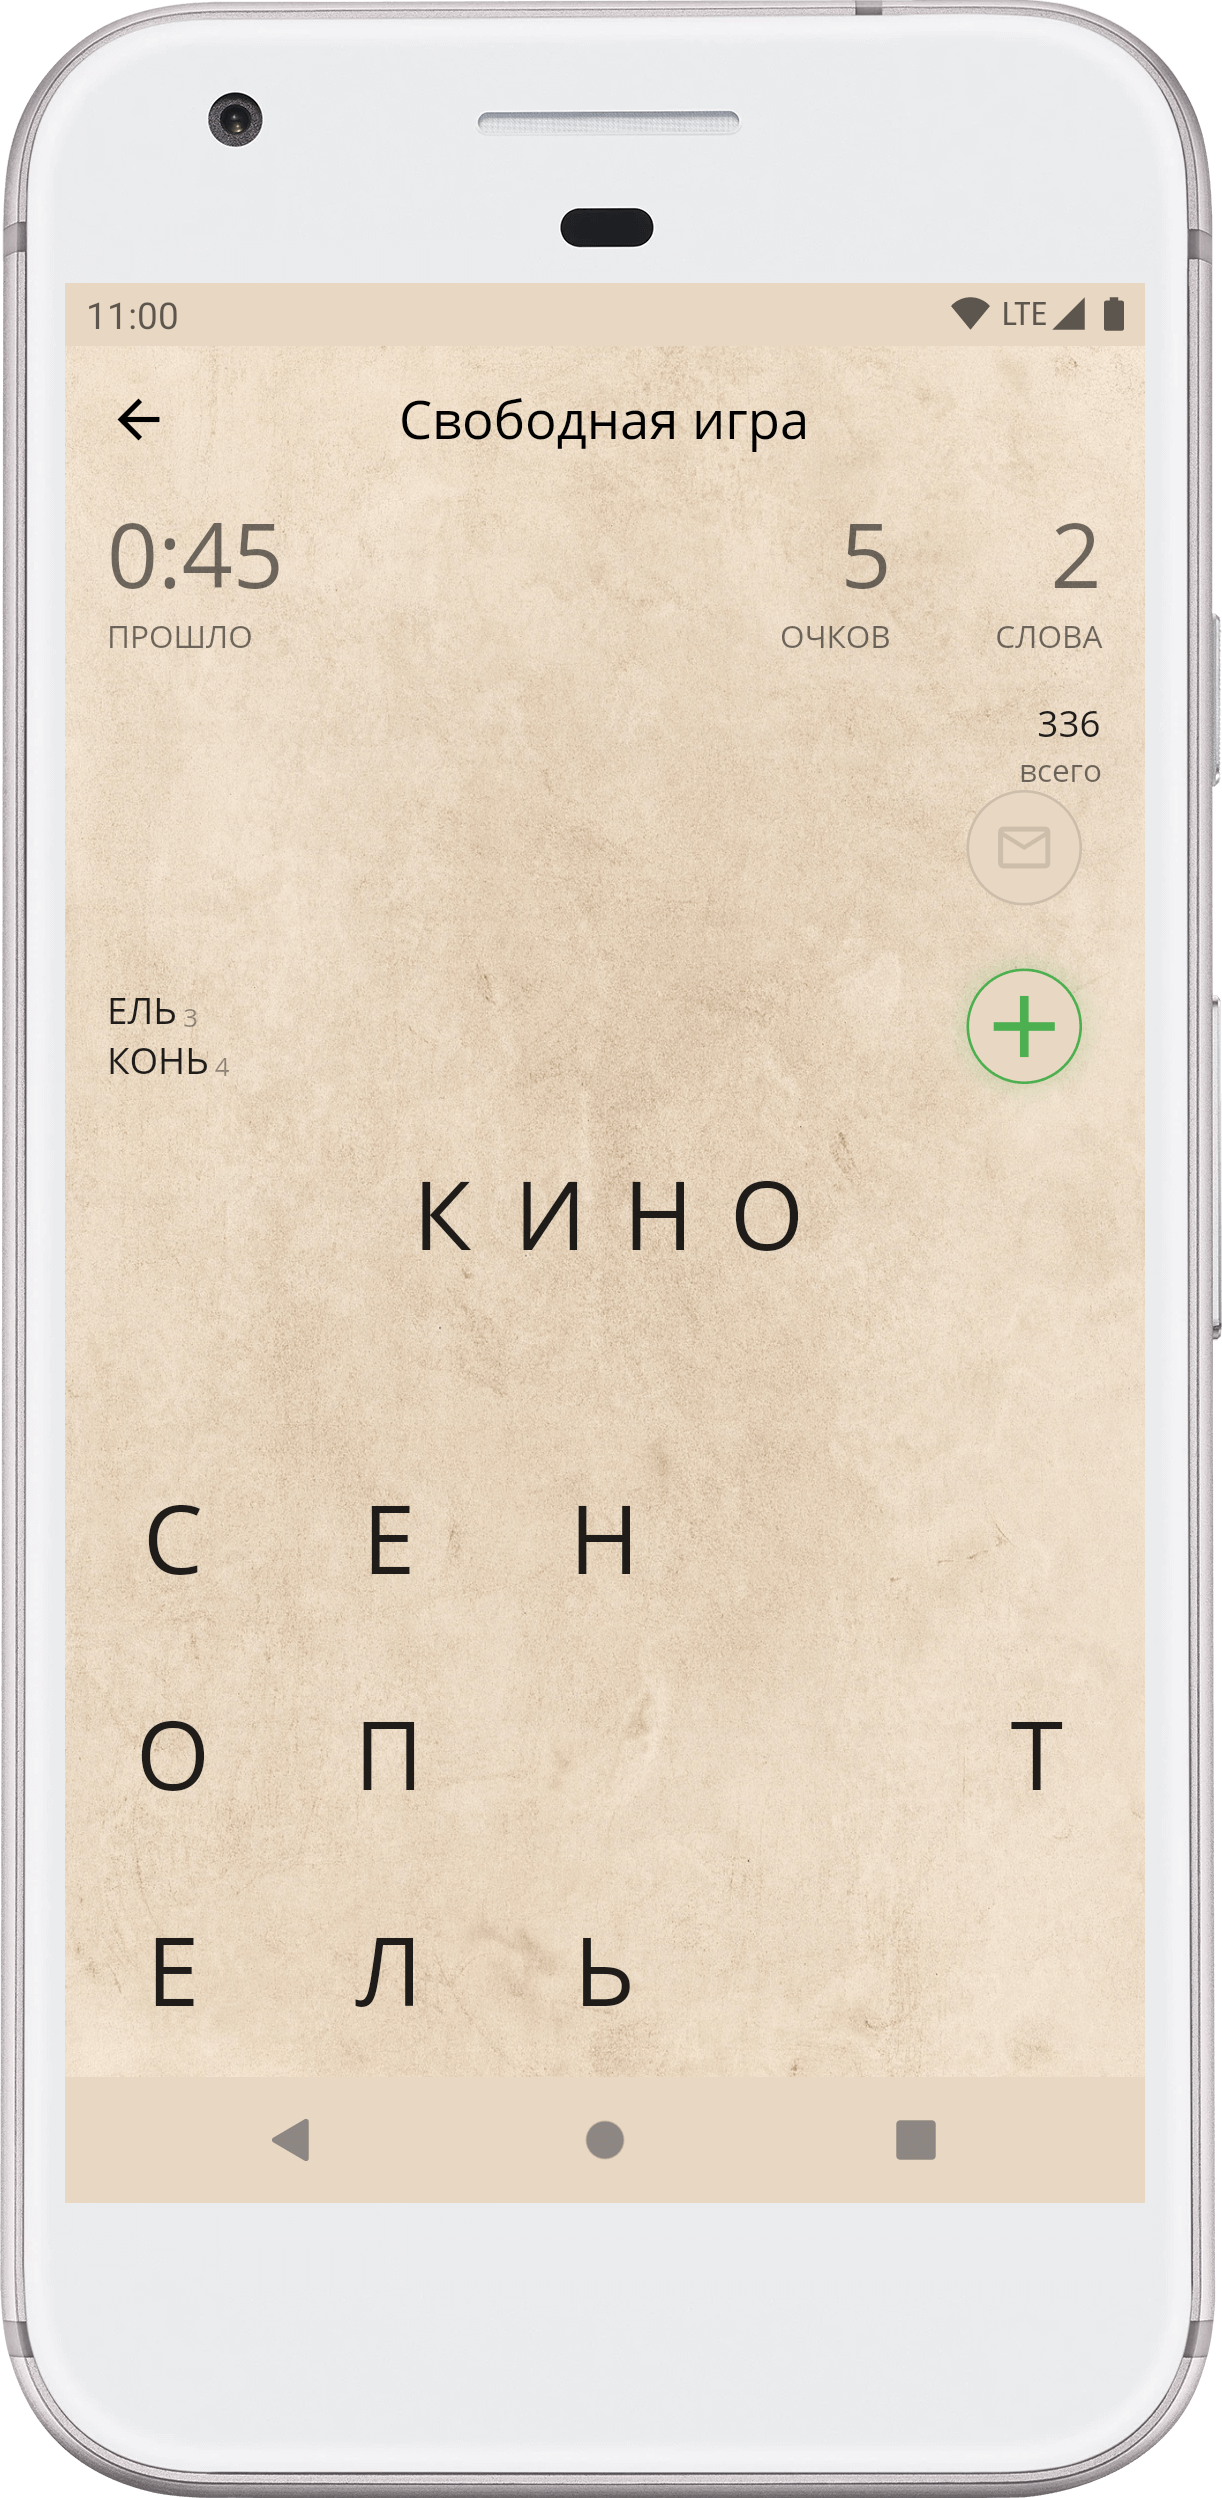 11:00 LTE
Свободная игра
0:45 5 2
ПРОШЛО ОЧКОВ СЛОВА
336
всего
ЕЛЬ 3
КОНЬ 4
К И Н О
С Е Н
О П Т
Е Л Ь